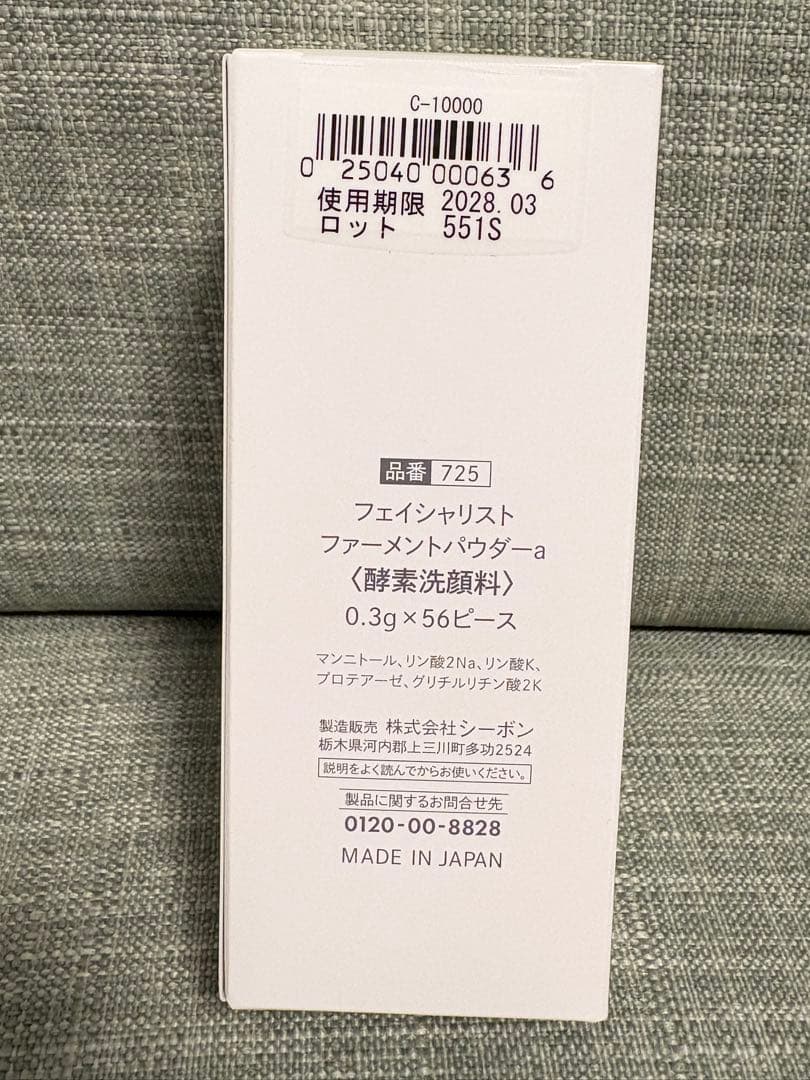 C-10000
0 25040 00063 6
使用期限 2028.03
ロット 551S
品番 725
フェイシャリスト
ファーメントパウダーa
〈酵素洗顔料〉
0.3g×56ピース
マンニトール、リン酸2Na、リン酸K、
プロテアーゼ、グリチルリチン酸2K
製造販売 株式会社シーボン
栃木県河内郡上三川町多功2524
説明をよく読んでからお使いください。
製品に関するお問合せ先
0120-00-8828
MADE IN JAPAN